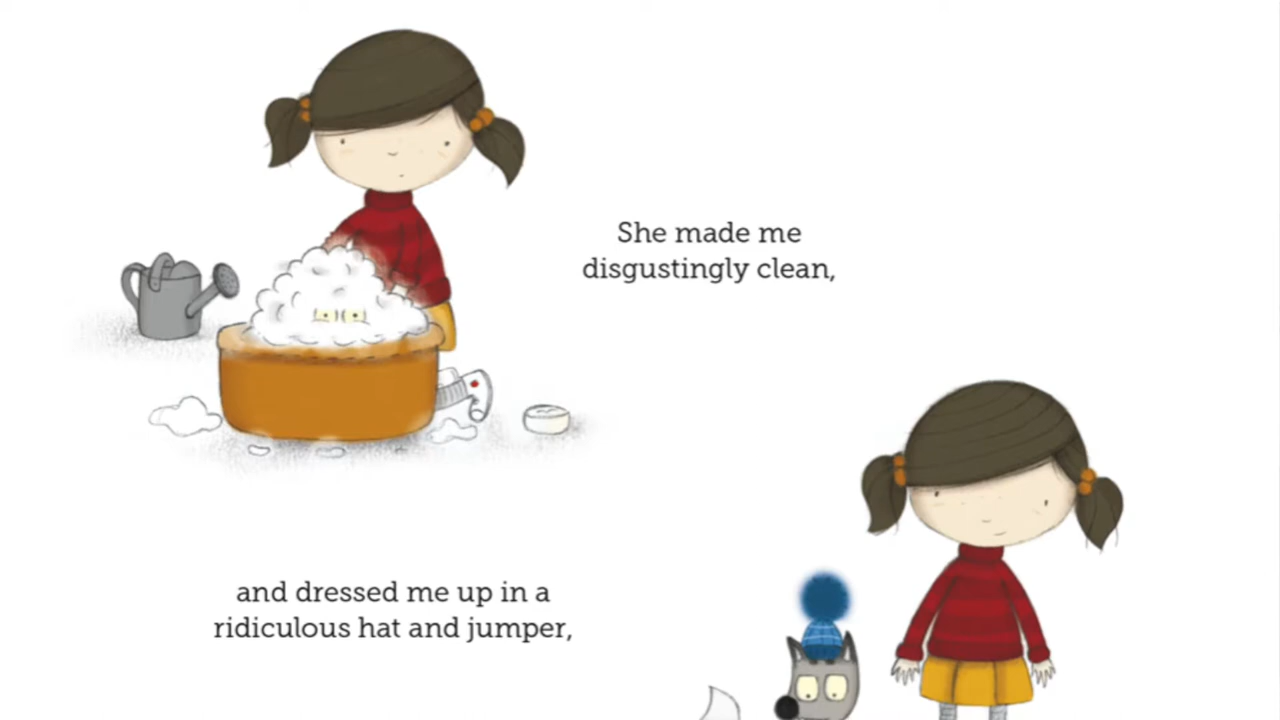 She made me
disgustingly clean,
and dressed me up in a
ridiculous hat and jumper,